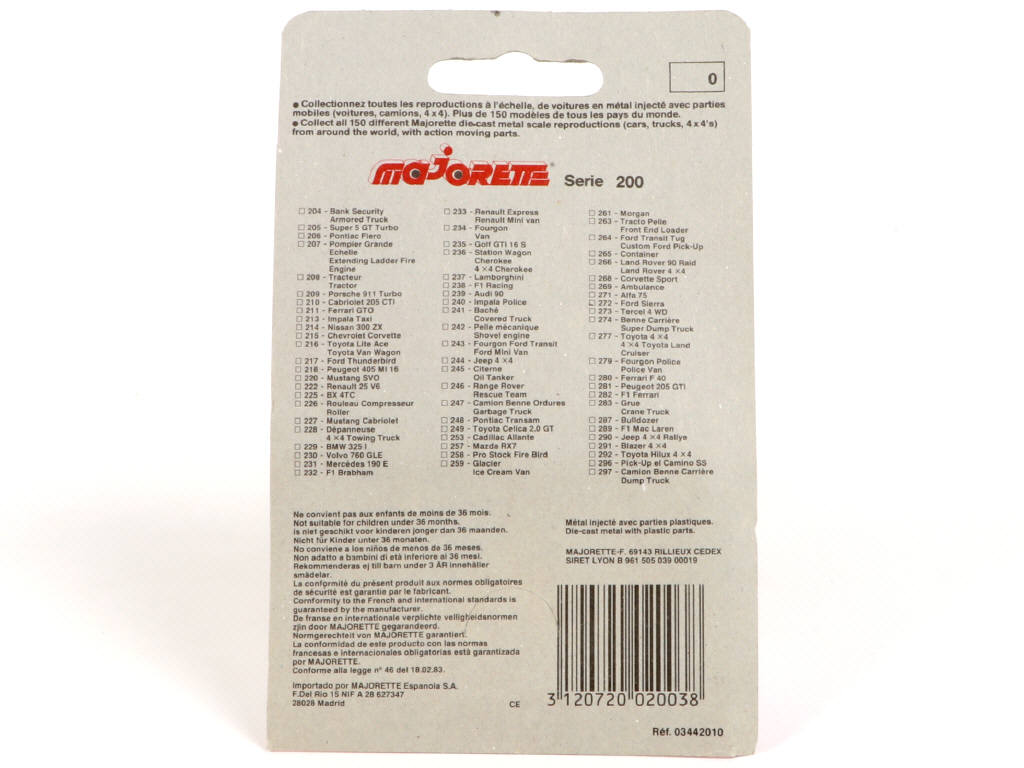 0
● Collectionnez toutes les reproductions à l'échelle, de voitures en métal injecté avec parties
mobiles (voitures, camions, 4 x 4). Plus de 150 modèles de tous les pays du monde.
● Collect all 150 different Majorette die-cast metal scale reproductions (cars, trucks, 4 x 4's)
from around the world, with action moving parts.
MAJORETTE® Serie 200
☐ 204 - Bank Security
Armored Truck
☐ 205 - Super 5 GT Turbo
☐ 206 - Pontiac Fiero
☐ 207 - Pompier Grande
Echelle
Extending Ladder Fire
Engine
☐ 208 - Tracteur
Tractor
☐ 209 - Porsche 911 Turbo
☐ 210 - Cabriolet 205 CTI
☐ 211 - Ferrari GTO
☐ 213 - Impala Taxi
☐ 214 - Nissan 300 ZX
☐ 215 - Chevrolet Corvette
☐ 216 - Toyota Lite Ace
Toyota Van Wagon
☐ 217 - Ford Thunderbird
☐ 218 - Peugeot 405 MI 16
☐ 220 - Mustang SVO
☐ 222 - Renault 25 V6
☐ 225 - BX 4TC
☐ 226 - Rouleau Compresseur
Roller
☐ 227 - Mustang Cabriolet
☐ 228 - Dépanneuse
4 x 4 Towing Truck
☐ 229 - BMW 325 I
☐ 230 - Volvo 760 GLE
☐ 231 - Mercédès 190 E
☐ 232 - F1 Brabham
☐ 233 - Renault Express
Renault Mini van
☐ 234 - Fourgon
Van
☐ 235 - Golf GTI 16 S
☐ 236 - Station Wagon
Cherokee
4 x 4 Cherokee
☐ 237 - Lamborghini
☐ 238 - F1 Racing
☐ 239 - Audi 90
☐ 240 - Impala Police
☐ 241 - Baché
Covered Truck
☐ 242 - Pelle mécanique
Shovel engine
☐ 243 - Fourgon Ford Transit
Ford Mini Van
☐ 244 - Jeep 4 x 4
☐ 245 - Citerne
Oil Tanker
☐ 246 - Range Rover
Rescue Team
☐ 247 - Camion Benne Ordures
Garbage Truck
☐ 248 - Pontiac Transam
☐ 249 - Toyota Celica 2.0 GT
☐ 253 - Cadillac Allante
☐ 257 - Mazda RX7
☐ 258 - Pro Stock Fire Bird
☐ 259 - Glacier
Ice Cream Van
☐ 261 - Morgan
☐ 263 - Tracto Pelle
Front End Loader
☐ 264 - Ford Transit Tug
Custom Ford Pick-Up
☐ 265 - Container
☐ 266 - Land Rover 90 Raid
Land Rover 4 x 4
☐ 268 - Corvette Sport
☐ 269 - Ambulance
☐ 271 - Alfa 75
☐ 272 - Ford Sierra
☐ 273 - Tercel 4 WD
☐ 274 - Benne Carrière
Super Dump Truck
☐ 277 - Toyota 4 x 4
4 x 4 Toyota Land
Cruiser
☐ 279 - Fourgon Police
Police Van
☐ 280 - Ferrari F 40
☐ 281 - Peugeot 205 GTI
☐ 282 - F1 Ferrari
☐ 283 - Grue
Crane Truck
☐ 287 - Bulldozer
☐ 289 - F1 Mac Laren
☐ 290 - Jeep 4 x 4 Rallye
☐ 291 - Blazer 4 x 4
☐ 292 - Toyota Hilux 4 x 4
☐ 296 - Pick-Up el Camino SS
☐ 297 - Camion Benne Carrière
Dump Truck
Ne convient pas aux enfants de moins de 36 mois.
Not suitable for children under 36 months.
Is niet geschikt voor kinderen jonger dan 36 maanden.
Nicht für Kinder unter 36 monaten.
No conviene a los niños de menos de 36 meses.
Non adatto a bambini di età inferiore ai 36 mesi.
Rekommenderas ej till barn under 3 ÅR innehåller
smådelar.
La conformité du présent produit aux normes obligatoires
de sécurité est garantie par le fabricant.
Comformity to the French and international standards is
guaranteed by the manufacturer.
De franse en internationale verplichte veiligheidsnormen
zijn door MAJORETTE gegarandeerd.
Normgerechtelt von MAJORETTE garantiert.
La conformidad de este producto con las normas
francesas e internacionales obligatorias está garantizada
por MAJORETTE.
Conforme alla legge n° 46 del 18.02.83.
Importado por MAJORETTE Espanola S.A.
F.Del Rio 15 NIF A 28 627347
28028 Madrid
CE
Métal injecté avec parties plastiques.
Die-cast metal with plastic parts.
MAJORETTE-F. 69143 RILLIEUX CEDEX
SIRET LYON B 961 505 039 00019
3 120720 020038
Réf. 03442010